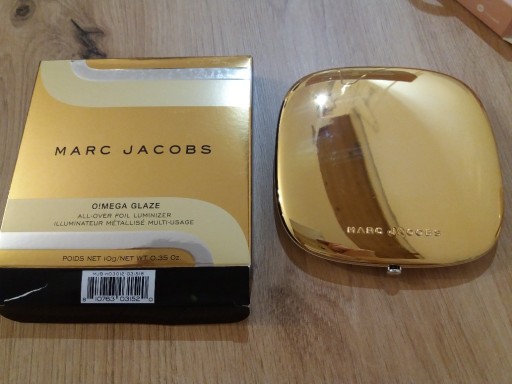 MARC JACOBS
O!MEGA GLAZE
ALL-OVER FOIL LUMINIZER
ILLUMINATEUR MÉTALLISÉ MULTI-USAGE
POIDS NET 10g/NET WT 0.35 Oz.
MARC JACOBS